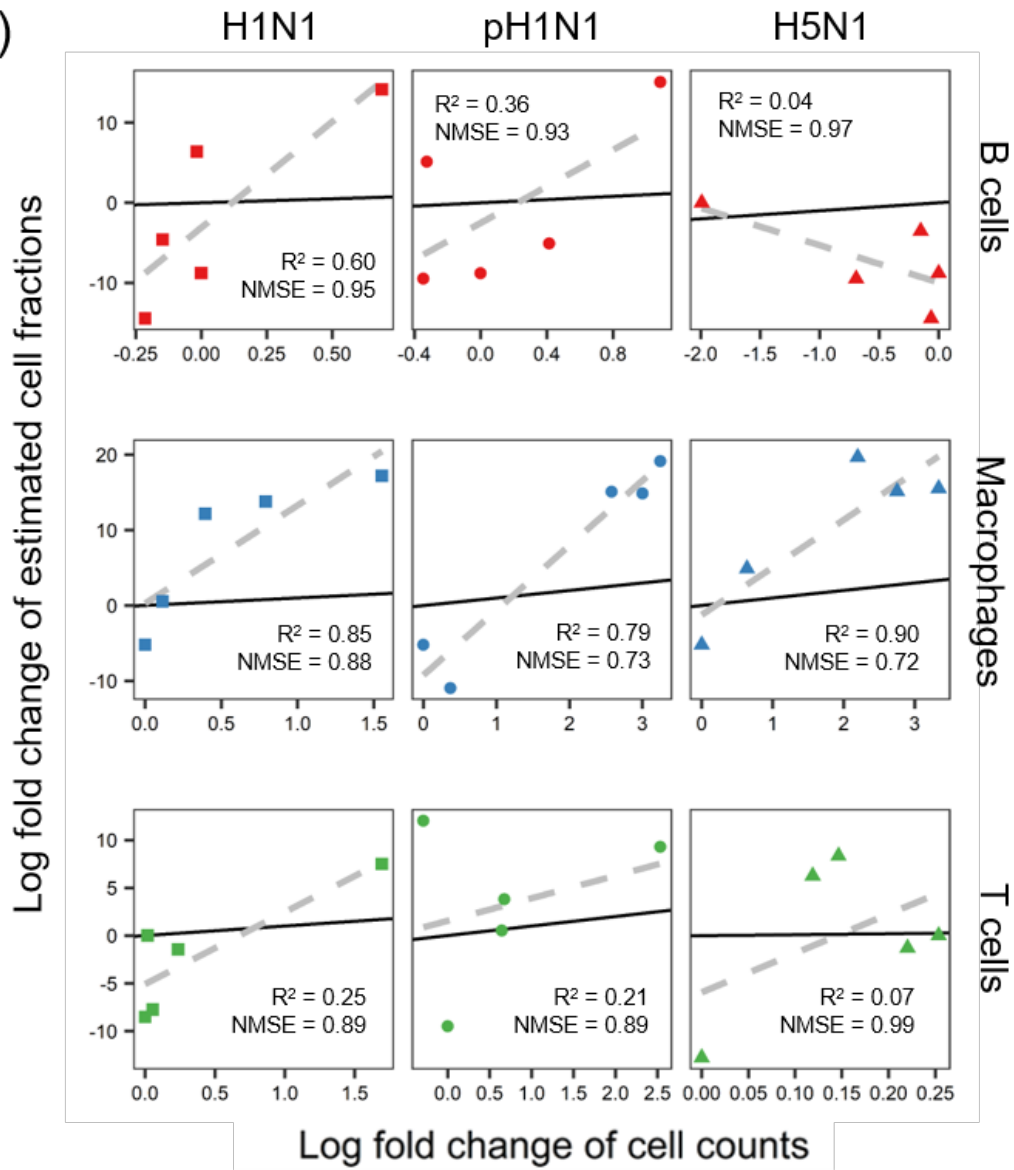 )
H1N1 pH1N1 H5N1
Log fold change of estimated cell fractions
10
0
-10
R² = 0.60
NMSE = 0.95
-0.25 0.00 0.25 0.50
R² = 0.36
NMSE = 0.93
-0.4 0.0 0.4 0.8
R² = 0.04
NMSE = 0.97
-2.0 -1.5 -1.0 -0.5 0.0
B cells
20
10
0
-10
R² = 0.85
NMSE = 0.88
0.0 0.5 1.0 1.5
R² = 0.79
NMSE = 0.73
0 1 2 3
R² = 0.90
NMSE = 0.72
0 1 2 3
Macrophages
10
5
0
-5
-10
R² = 0.25
NMSE = 0.89
0.0 0.5 1.0 1.5
R² = 0.21
NMSE = 0.89
0.0 0.5 1.0 1.5 2.0 2.5
R² = 0.07
NMSE = 0.99
0.00 0.05 0.10 0.15 0.20 0.25
T cells
Log fold change of cell counts